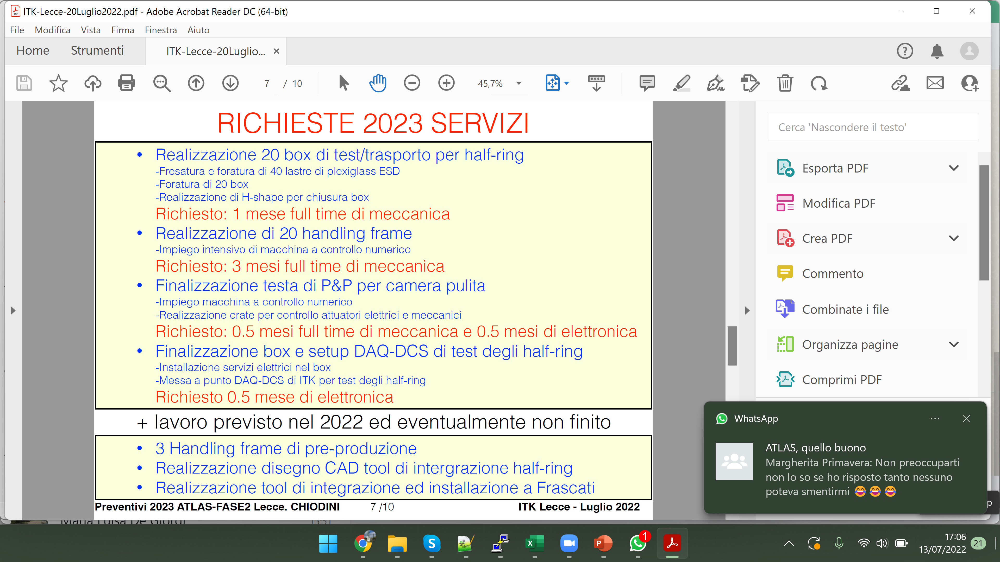 ITK-Lecce-20Luglio2022.pdf - Adobe Acrobat Reader DC (64-bit)
File Modifica Vista Firma Finestra Aiuto
Home Strumenti ITK-Lecce-20Luglio...
7 / 10 45,7%
RICHIESTE 2023 SERVIZI
• Realizzazione 20 box di test/trasporto per half-ring
-Fresatura e foratura di 40 lastre di plexiglass ESD
-Foratura di 20 box
-Realizzazione di H-shape per chiusura box
Richiesto: 1 mese full time di meccanica
• Realizzazione di 20 handling frame
-Impiego intensivo di macchina a controllo numerico
Richiesto: 3 mesi full time di meccanica
• Finalizzazione testa di P&P per camera pulita
-Impiego macchina a controllo numerico
-Realizzazione crate per controllo attuatori elettrici e meccanici
Richiesto: 0.5 mesi full time di meccanica e 0.5 mesi di elettronica
• Finalizzazione box e setup DAQ-DCS di test degli half-ring
-Installazione servizi elettrici nel box
-Messa a punto DAQ-DCS di ITK per test degli half-ring
Richiesto 0.5 mese di elettronica
+ lavoro previsto nel 2022 ed eventualmente non finito
• 3 Handling frame di pre-produzione
• Realizzazione disegno CAD tool di intergrazione half-ring
• Realizzazione tool di integrazione ed installazione a Frascati
Preventivi 2023 ATLAS-FASE2 Lecce. CHIODINI 7 /10 ITK Lecce - Luglio 2022
Cerca 'Nascondere il testo'
Esporta PDF
Modifica PDF
Crea PDF
Commento
Combinate i file
Organizza pagine
Comprimi PDF
WhatsApp
ATLAS, quello buono
Margherita Primavera: Non preoccuparti
non lo so se ho risposto tanto nessuno
poteva smentirmi 😂 😂 😂
1
17:06
13/07/2022
21